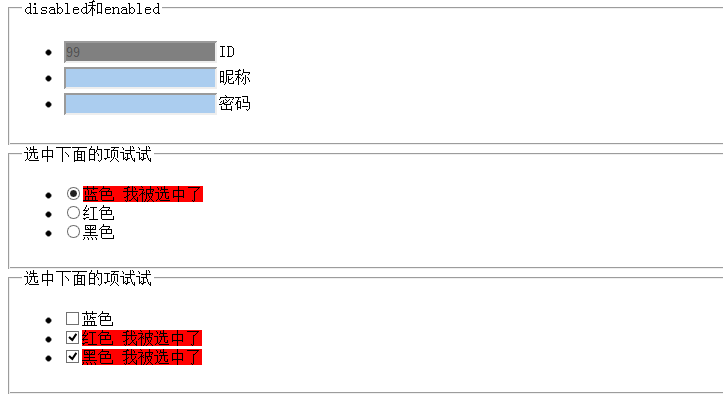 disabled和enabled
99 ID
昵称
密码
选中下面的项试试
蓝色 我被选中了
红色
黑色
选中下面的项试试
蓝色
红色 我被选中了
黑色 我被选中了